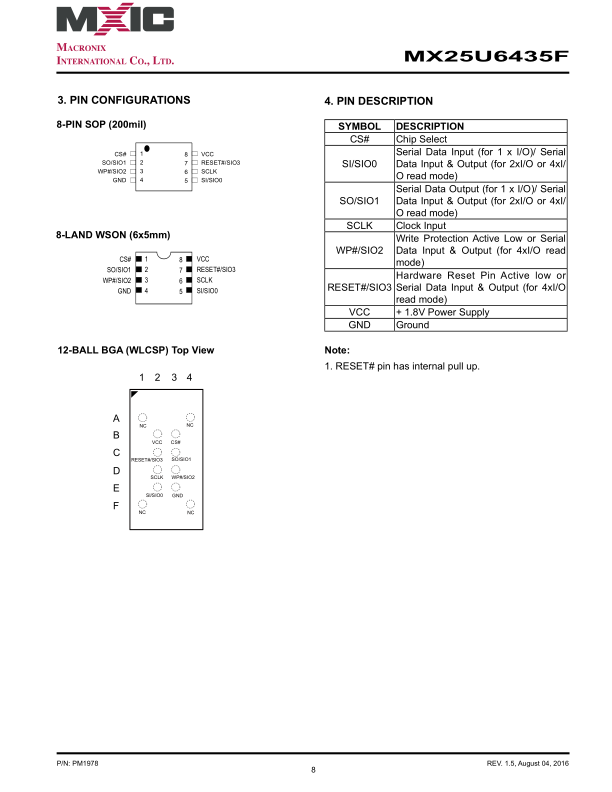 MXIC
MACRONIX
INTERNATIONAL CO., LTD.
MX25U6435F
3. PIN CONFIGURATIONS
8-PIN SOP (200mil)
CS# 1 8 VCC
SO/SIO1 2 7 RESET#/SIO3
WP#/SIO2 3 6 SCLK
GND 4 5 SI/SIO0
8-LAND WSON (6x5mm)
CS# 1 8 VCC
SO/SIO1 2 7 RESET#/SIO3
WP#/SIO2 3 6 SCLK
GND 4 5 SI/SIO0
12-BALL BGA (WLCSP) Top View
1 2 3 4
A
NC NC
B
VCC CS#
C
RESET#/SIO3 SO/SIO1
D
SCLK WP#/SIO2
E
SI/SIO0 GND
F
NC NC
4. PIN DESCRIPTION
SYMBOL DESCRIPTION
CS# Chip Select
SI/SIO0 Serial Data Input (for 1 x I/O)/ Serial
Data Input & Output (for 2xI/O or 4xI/
O read mode)
SO/SIO1 Serial Data Output (for 1 x I/O)/ Serial
Data Input & Output (for 2xI/O or 4xI/
O read mode)
SCLK Clock Input
WP#/SIO2 Write Protection Active Low or Serial
Data Input & Output (for 4xI/O read
mode)
RESET#/SIO3 Hardware Reset Pin Active low or
Serial Data Input & Output (for 4xI/O
read mode)
VCC + 1.8V Power Supply
GND Ground
Note:
1. RESET# pin has internal pull up.
P/N: PM1978
REV. 1.5, August 04, 2016
8